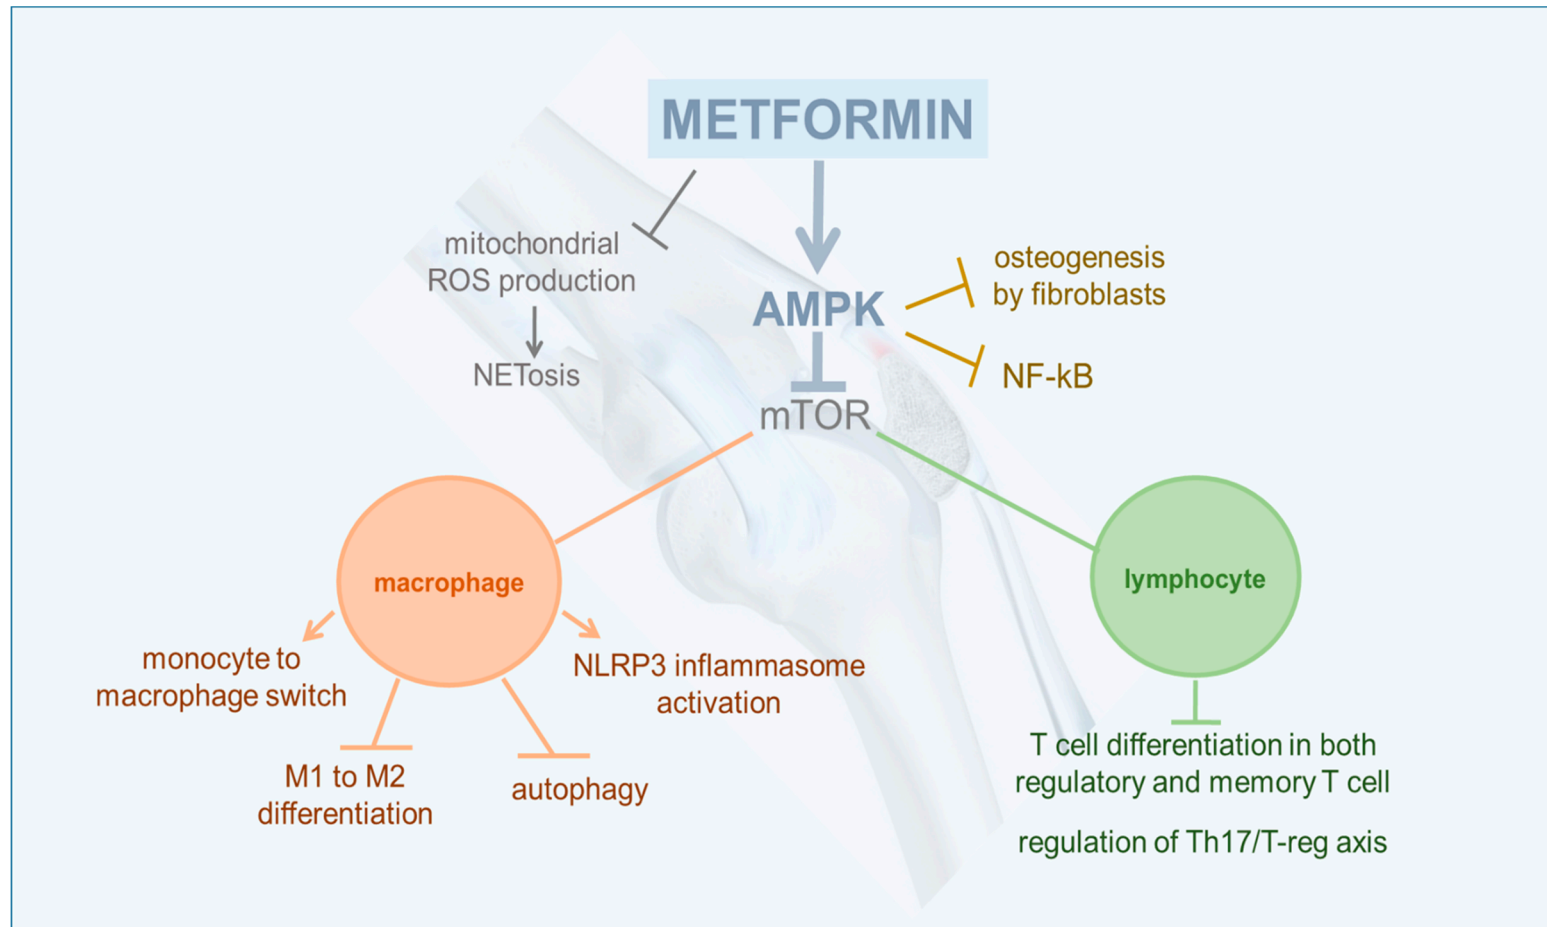 METFORMIN
mitochondrial
ROS production
NETosis
AMPK
osteogenesis
by fibroblasts
NF-kB
mTOR
macrophage
monocyte to
macrophage switch
NLRP3 inflammasome
activation
M1 to M2
differentiation
autophagy
lymphocyte
T cell differentiation in both
regulatory and memory T cell
regulation of Th17/T-reg axis